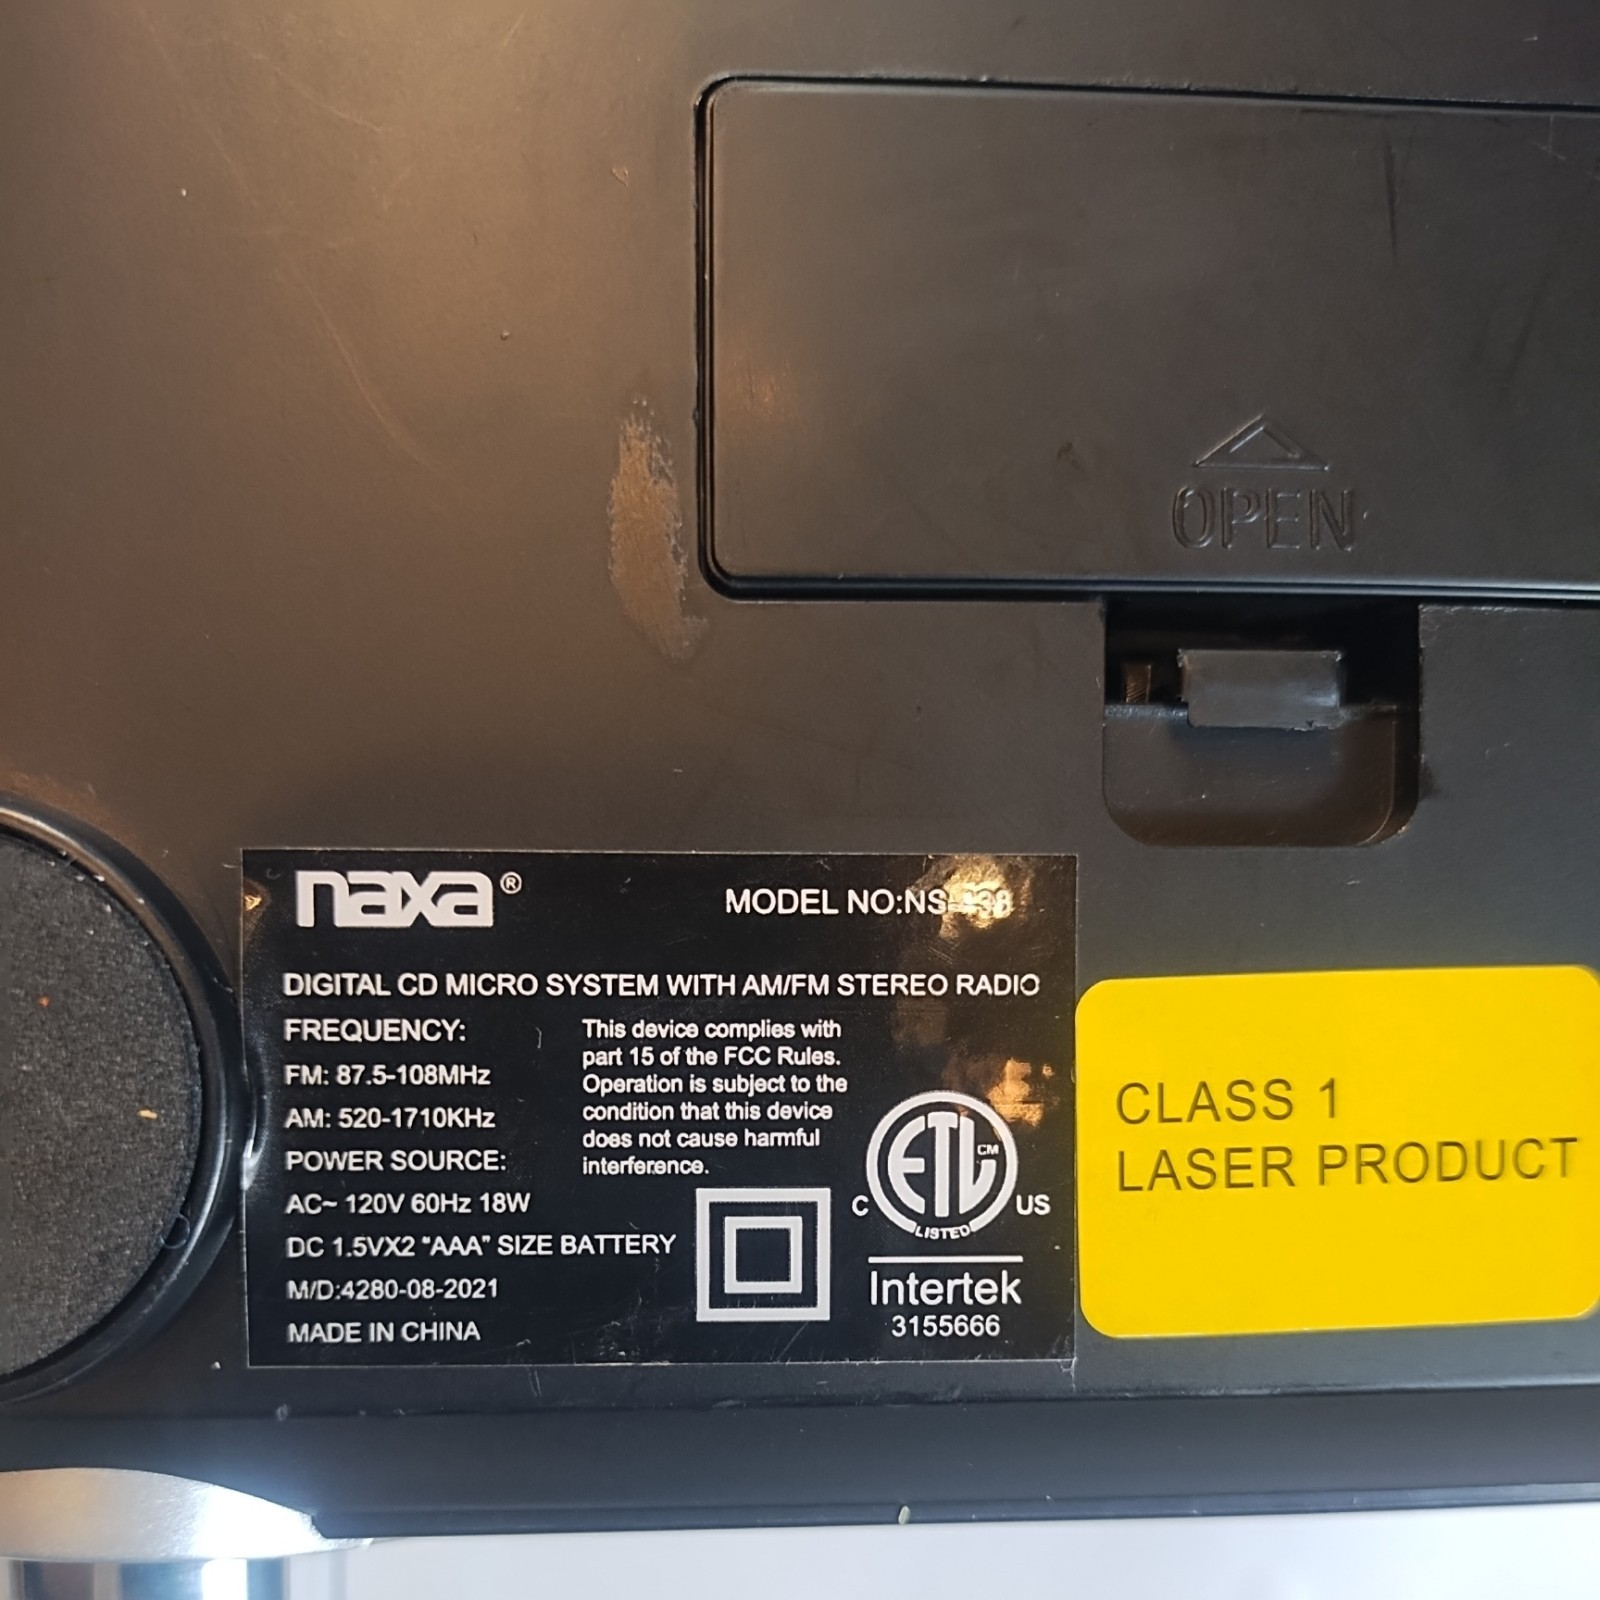 OPEN
naxa®
MODEL NO:NS-438
DIGITAL CD MICRO SYSTEM WITH AM/FM STEREO RADIO
FREQUENCY:
FM: 87.5-108MHz
AM: 520-1710KHz
POWER SOURCE:
AC~ 120V 60Hz 18W
DC 1.5VX2 "AAA" SIZE BATTERY
M/D:4280-08-2021
MADE IN CHINA
This device complies with
part 15 of the FCC Rules.
Operation is subject to the
condition that this device
does not cause harmful
interference.
C ETL CM US
LISTED
Intertek
3155666
CLASS 1
LASER PRODUCT